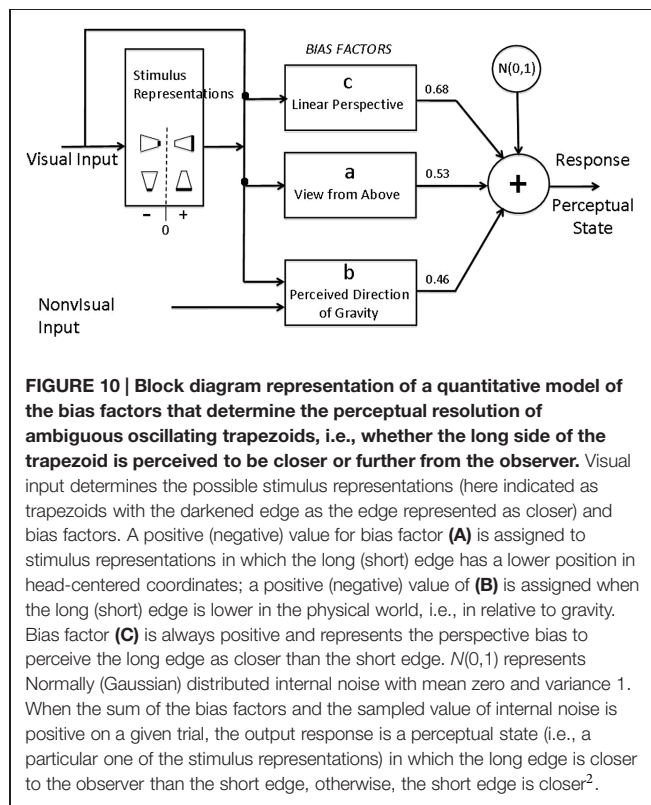 BIAS FACTORS
Stimulus
Representations
- +
0
Visual Input
Nonvisual
Input
c
Linear Perspective
a
View from Above
b
Perceived Direction
of Gravity
0.68
0.53
0.46
N(0,1)
+
Response
Perceptual
State
FIGURE 10 | Block diagram representation of a quantitative model of
the bias factors that determine the perceptual resolution of
ambiguous oscillating trapezoids, i.e., whether the long side of the
trapezoid is perceived to be closer or further from the observer. Visual
input determines the possible stimulus representations (here indicated as
trapezoids with the darkened edge as the edge represented as closer) and
bias factors. A positive (negative) value for bias factor (A) is assigned to
stimulus representations in which the long (short) edge has a lower position in
head-centered coordinates; a positive (negative) value of (B) is assigned when
the long (short) edge is lower in the physical world, i.e., in relative to gravity.
Bias factor (C) is always positive and represents the perspective bias to
perceive the long edge as closer than the short edge. N(0,1) represents
Normally (Gaussian) distributed internal noise with mean zero and variance 1.
When the sum of the bias factors and the sampled value of internal noise is
positive on a given trial, the output response is a perceptual state (i.e., a
particular one of the stimulus representations) in which the long edge is closer
to the observer than the short edge, otherwise, the short edge is closer².